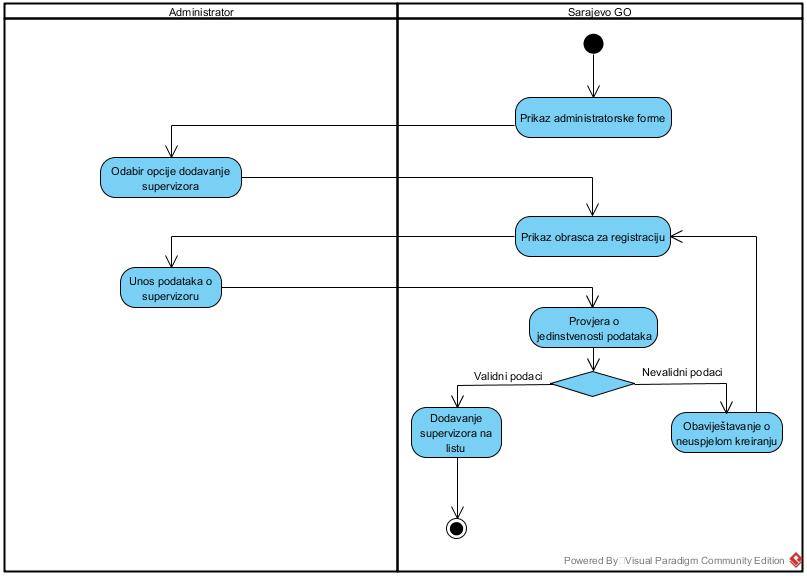 Administrator
Sarajevo GO
Prikaz administratorske forme
Odabir opcije dodavanje
supervizora
Prikaz obrasca za registraciju
Unos podataka o
supervizoru
Provjera o
jedinstvenosti podataka
Validni podaci
Nevalidni podaci
Dodavanje
supervizora na
listu
Obaviještavanje o
neuspjelom kreiranju
Powered By Visual Paradigm Community Edition